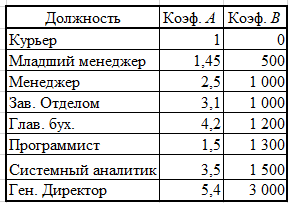 Должность Коэф. A Коэф. B
Курьер 1 0
Младший менеджер 1,45 500
Менеджер 2,5 1 000
Зав. Отделом 3,1 1 000
Глав. бух. 4,2 1 200
Программист 1,5 1 300
Системный аналитик 3,5 1 500
Ген. Директор 5,4 3 000